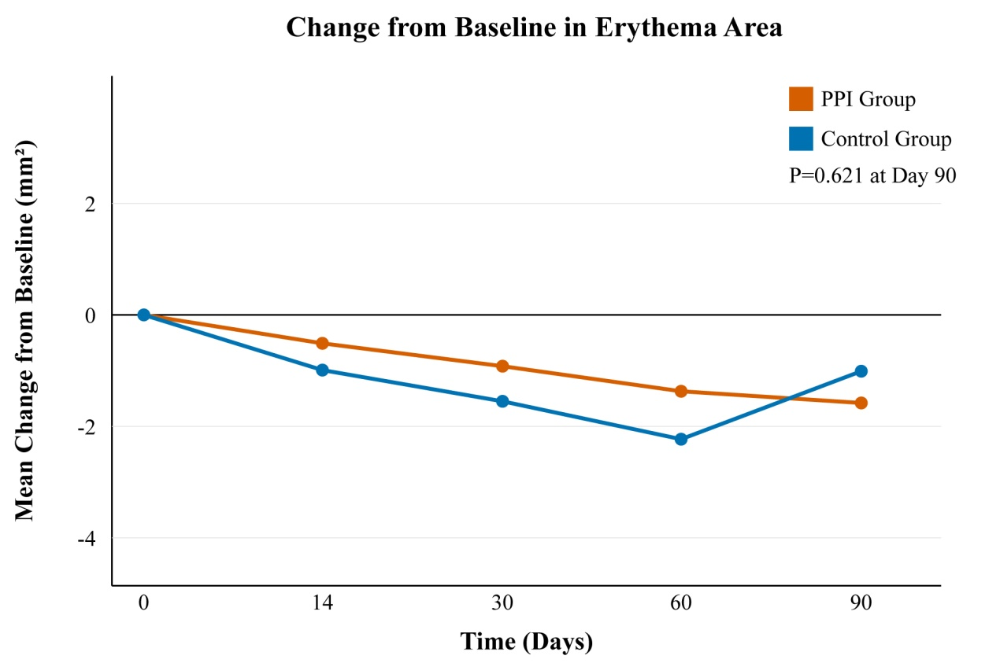 Change from Baseline in Erythema Area
PPI Group
Control Group
P=0.621 at Day 90
Mean Change from Baseline (mm²)
2
0
-2
-4
0 14 30 60 90
Time (Days)